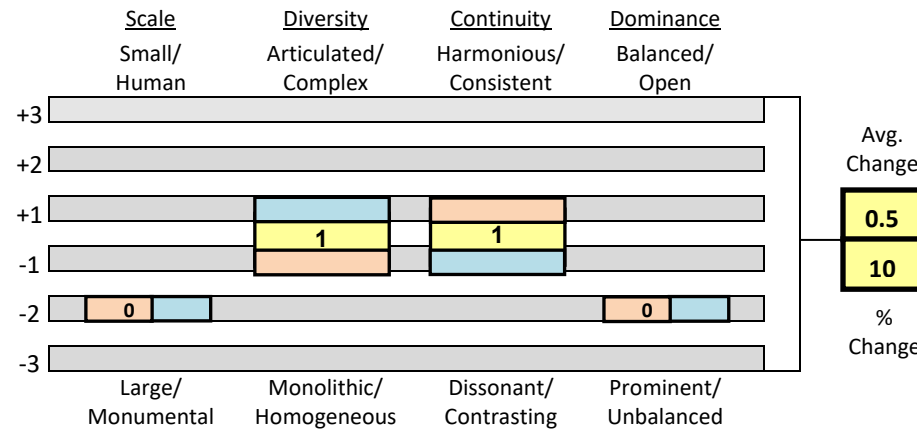 Scale Diversity Continuity Dominance
Small/ Articulated/ Harmonious/ Balanced/
Human Complex Consistent Open
+3
+2
+1
-1
-2
-3
1 1
0 0
Large/ Monolithic/ Dissonant/ Prominent/
Monumental Homogeneous Contrasting Unbalanced
Avg.
Change
0.5
10
%
Change